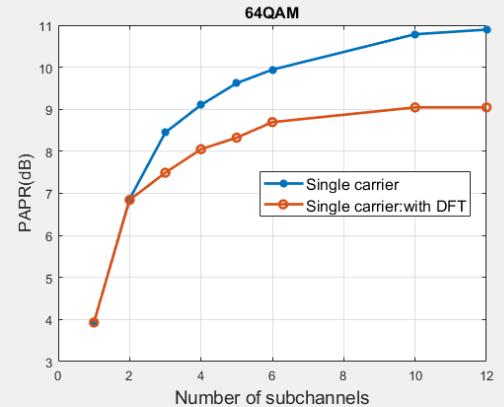 64QAM
11
10
9
8
7
6
5
4
3
PAPR(dB)
Single carrier
Single carrier:with DFT
0 2 4 6 8 10 12
Number of subchannels